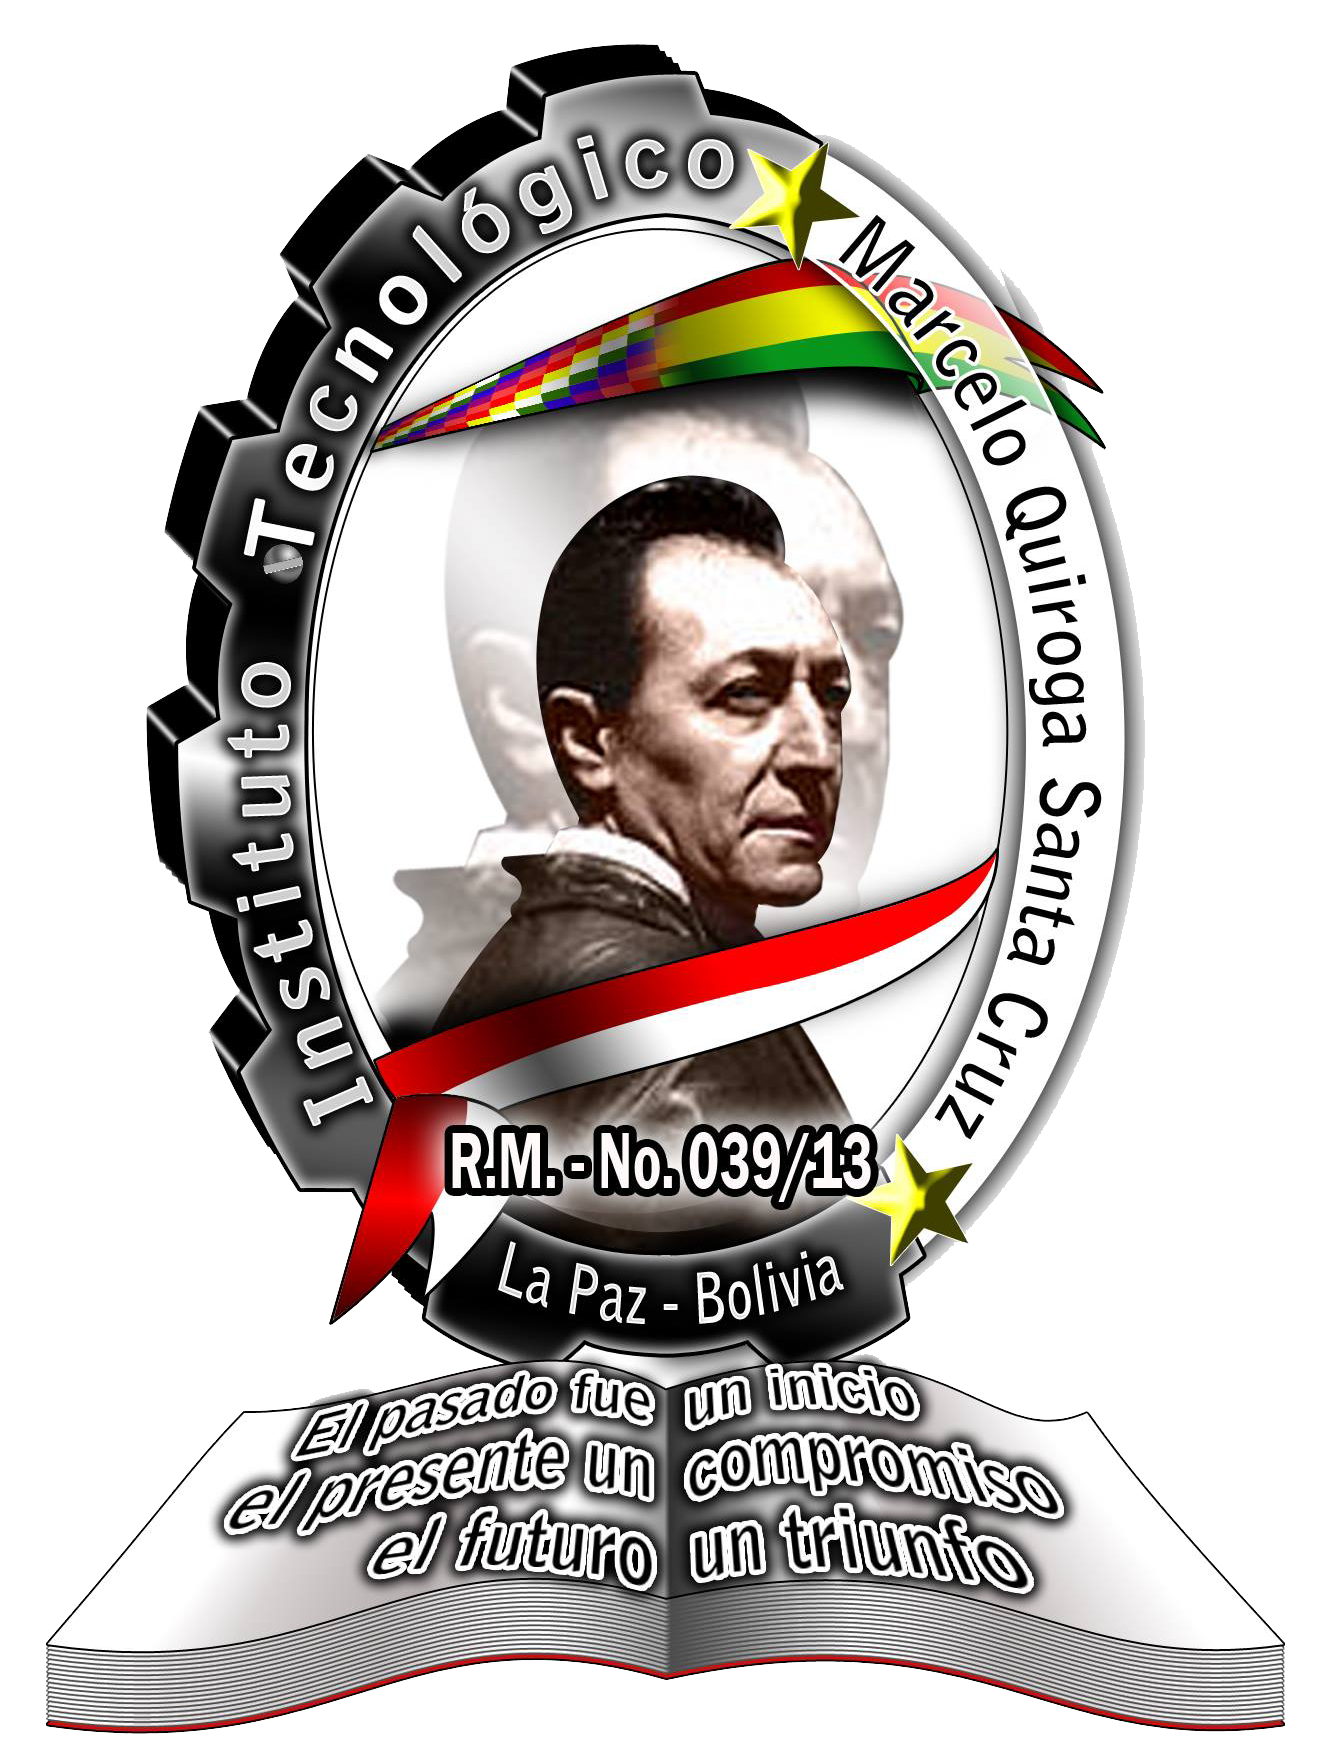 Instituto Tecnológico
Marcelo Quiroga Santa Cruz
R.M. - No. 039/13
La Paz - Bolivia
El pasado fue un inicio
el presente un compromiso
el futuro un triunfo